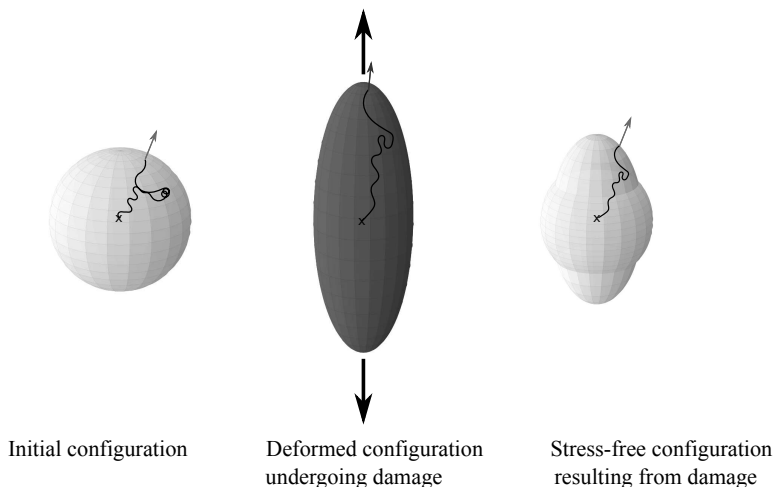 Initial configuration
Deformed configuration
undergoing damage
Stress-free configuration
resulting from damage